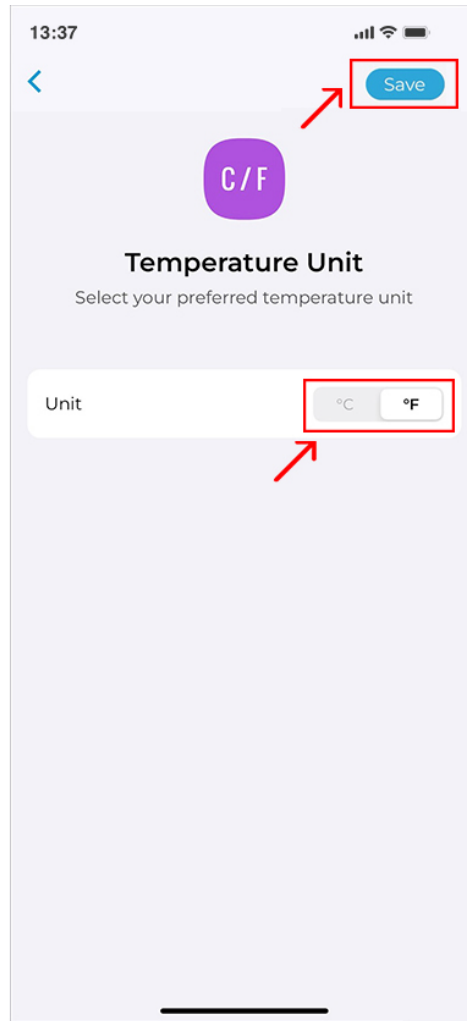 13:37
Save
C/F
Temperature Unit
Select your preferred temperature unit
Unit
°C
°F